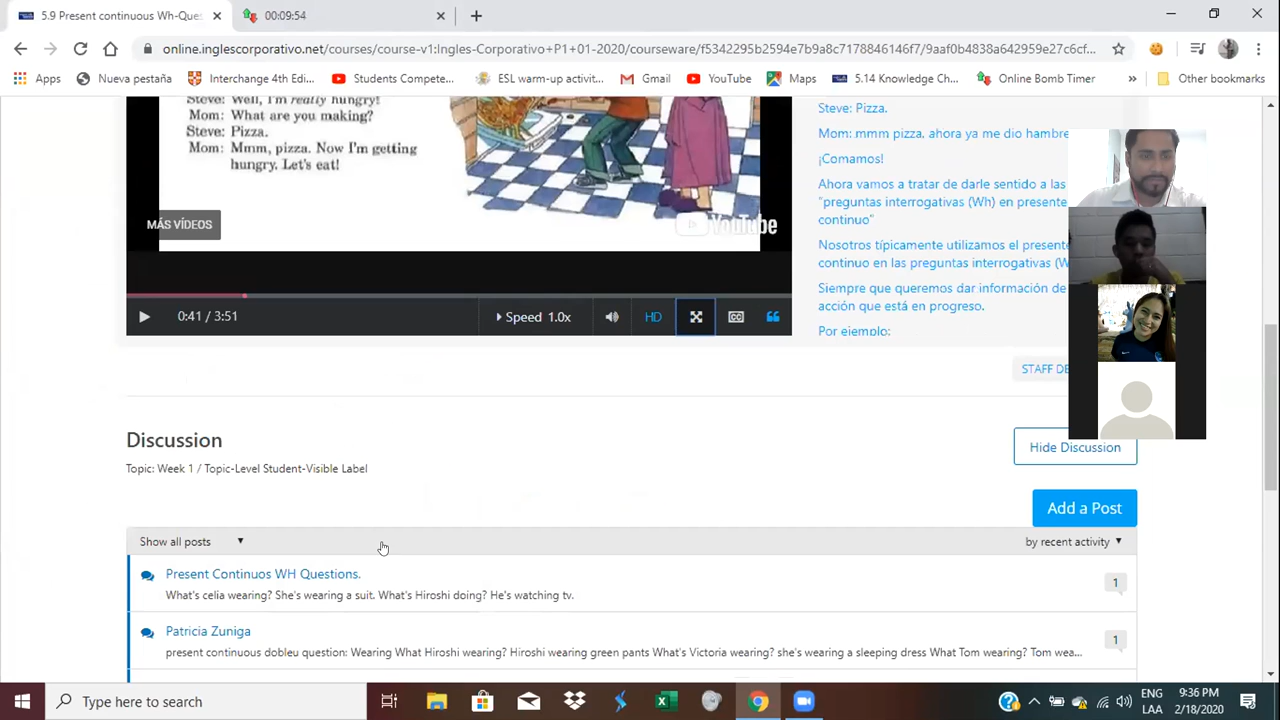 5.9 Present continuous Wh-Ques
00:09:54
online.inglescorporativo.net/courses/course-v1:Ingles-Corporativo+P1+01-2020/courseware/f5342295b2594e7b9a8c7178846146f7/9aaf0b4838a642959e27c6cf...
Apps
Nueva pestaña
Interchange 4th Edi...
Students Compete...
ESL warm-up activit...
Gmail
YouTube
Maps
5.14 Knowledge Ch...
Online Bomb Timer
»
Other bookmarks
Steve: Well, I'm really hungry!
Mom: What are you making?
Steve: Pizza.
Mom: Mmm, pizza. Now I'm getting
hungry. Let's eat!
MÁS VÍDEOS
YouTube
0:41 / 3:51
Speed 1.0x
HD
CC
Steve: Pizza.
Mom: mmm pizza, ahora ya me dio hambre
¡Comamos!
Ahora vamos a tratar de darle sentido a las
"preguntas interrogativas (Wh) en presente
continuo"
Nosotros típicamente utilizamos el presente
continuo en las preguntas interrogativas (W
Siempre que queremos dar información de
acción que está en progreso.
Por ejemplo:
STAFF DE
Discussion
Topic: Week 1 / Topic-Level Student-Visible Label
Hide Discussion
Add a Post
Show all posts
by recent activity
Present Continuos WH Questions.
What's celia wearing? She's wearing a suit. What's Hiroshi doing? He's watching tv.
1
Patricia Zuniga
present continuous dobleu question: Wearing What Hiroshi wearing? Hiroshi wearing green pants What's Victoria wearing? she's wearing a sleeping dress What Tom wearing? Tom wea...
1
Type here to search
ENG
LAA
9:36 PM
2/18/2020